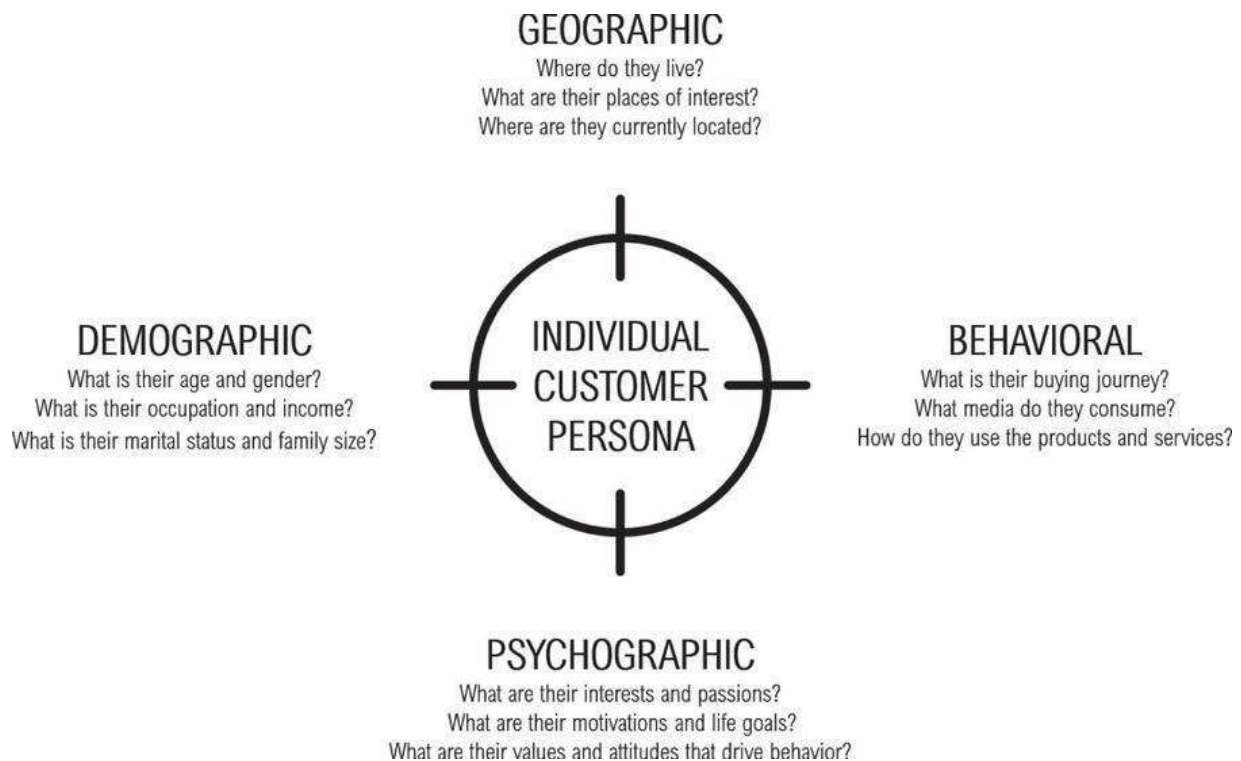 GEOGRAPHIC
Where do they live?
What are their places of interest?
Where are they currently located?
DEMOGRAPHIC
What is their age and gender?
What is their occupation and income?
What is their marital status and family size?
INDIVIDUAL
CUSTOMER
PERSONA
BEHAVIORAL
What is their buying journey?
What media do they consume?
How do they use the products and services?
PSYCHOGRAPHIC
What are their interests and passions?
What are their motivations and life goals?
What are their values and attitudes that drive behavior?